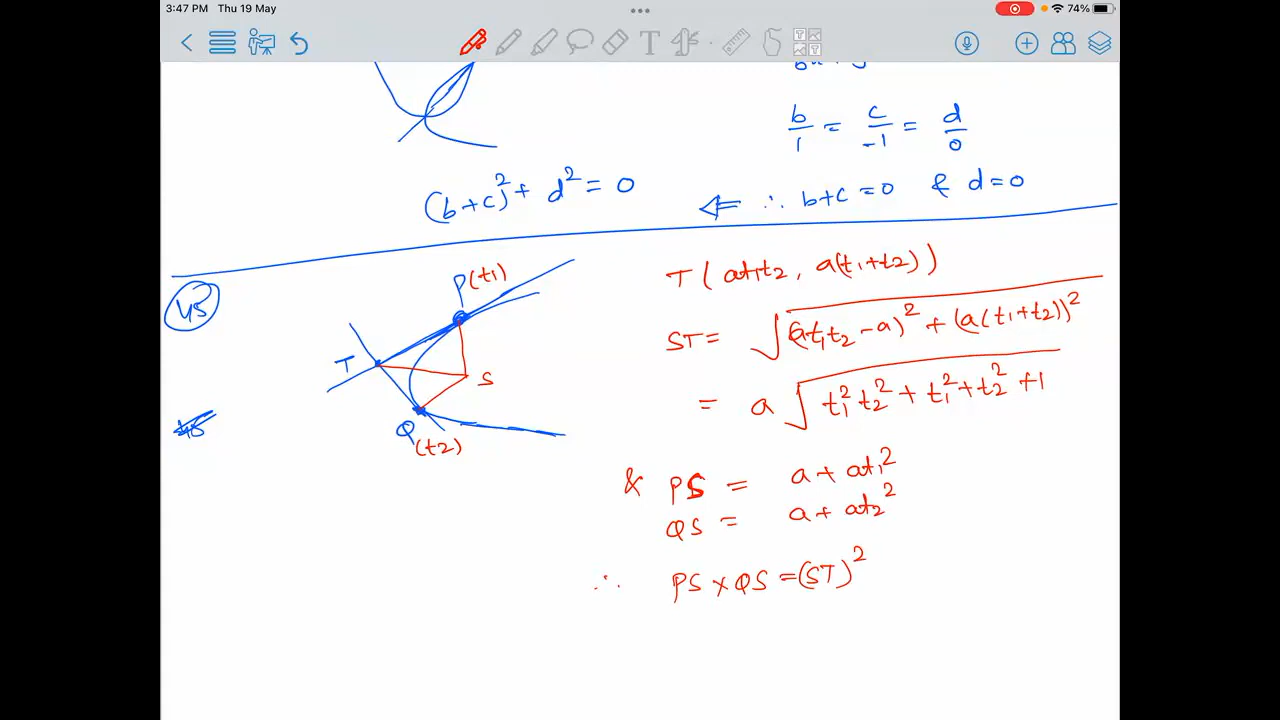 3:47 PM Thu 19 May
74%
b/1 = c/-1 = d/0
(b+c)² + d² = 0 ⇐ ∴ b+c = 0 & d=0
45
P(t1)
T
S
Q
(t2)
T ( at₁t₂ , a(t₁+t₂) )
ST = √((at₁t₂ - a)² + (a(t₁+t₂))²)
= a √(t₁²t₂² + t₁² + t₂² + 1)
& PS = a + at₁²
QS = a + at₂²
∴ PS × QS = (ST)²